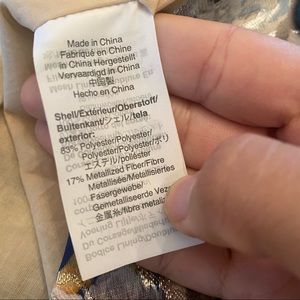 Made in China
Fabriqué en Chine
in China Hergestellt
Vervaardigd in China
中国製
Hecho en China
Shell/Extérieur/Oberstoff/
Buitenkant/シェル/tela
exterior:
83% Polyester/Polyester/
Polyester/Polyester/ポリ
エステル/poliéster
17% Metallized Fiber/Fibre
Metallisée/Metallisiertes
Fasergewebe/
Gemetalliseerde Veze
金属糸/fibra metaliz